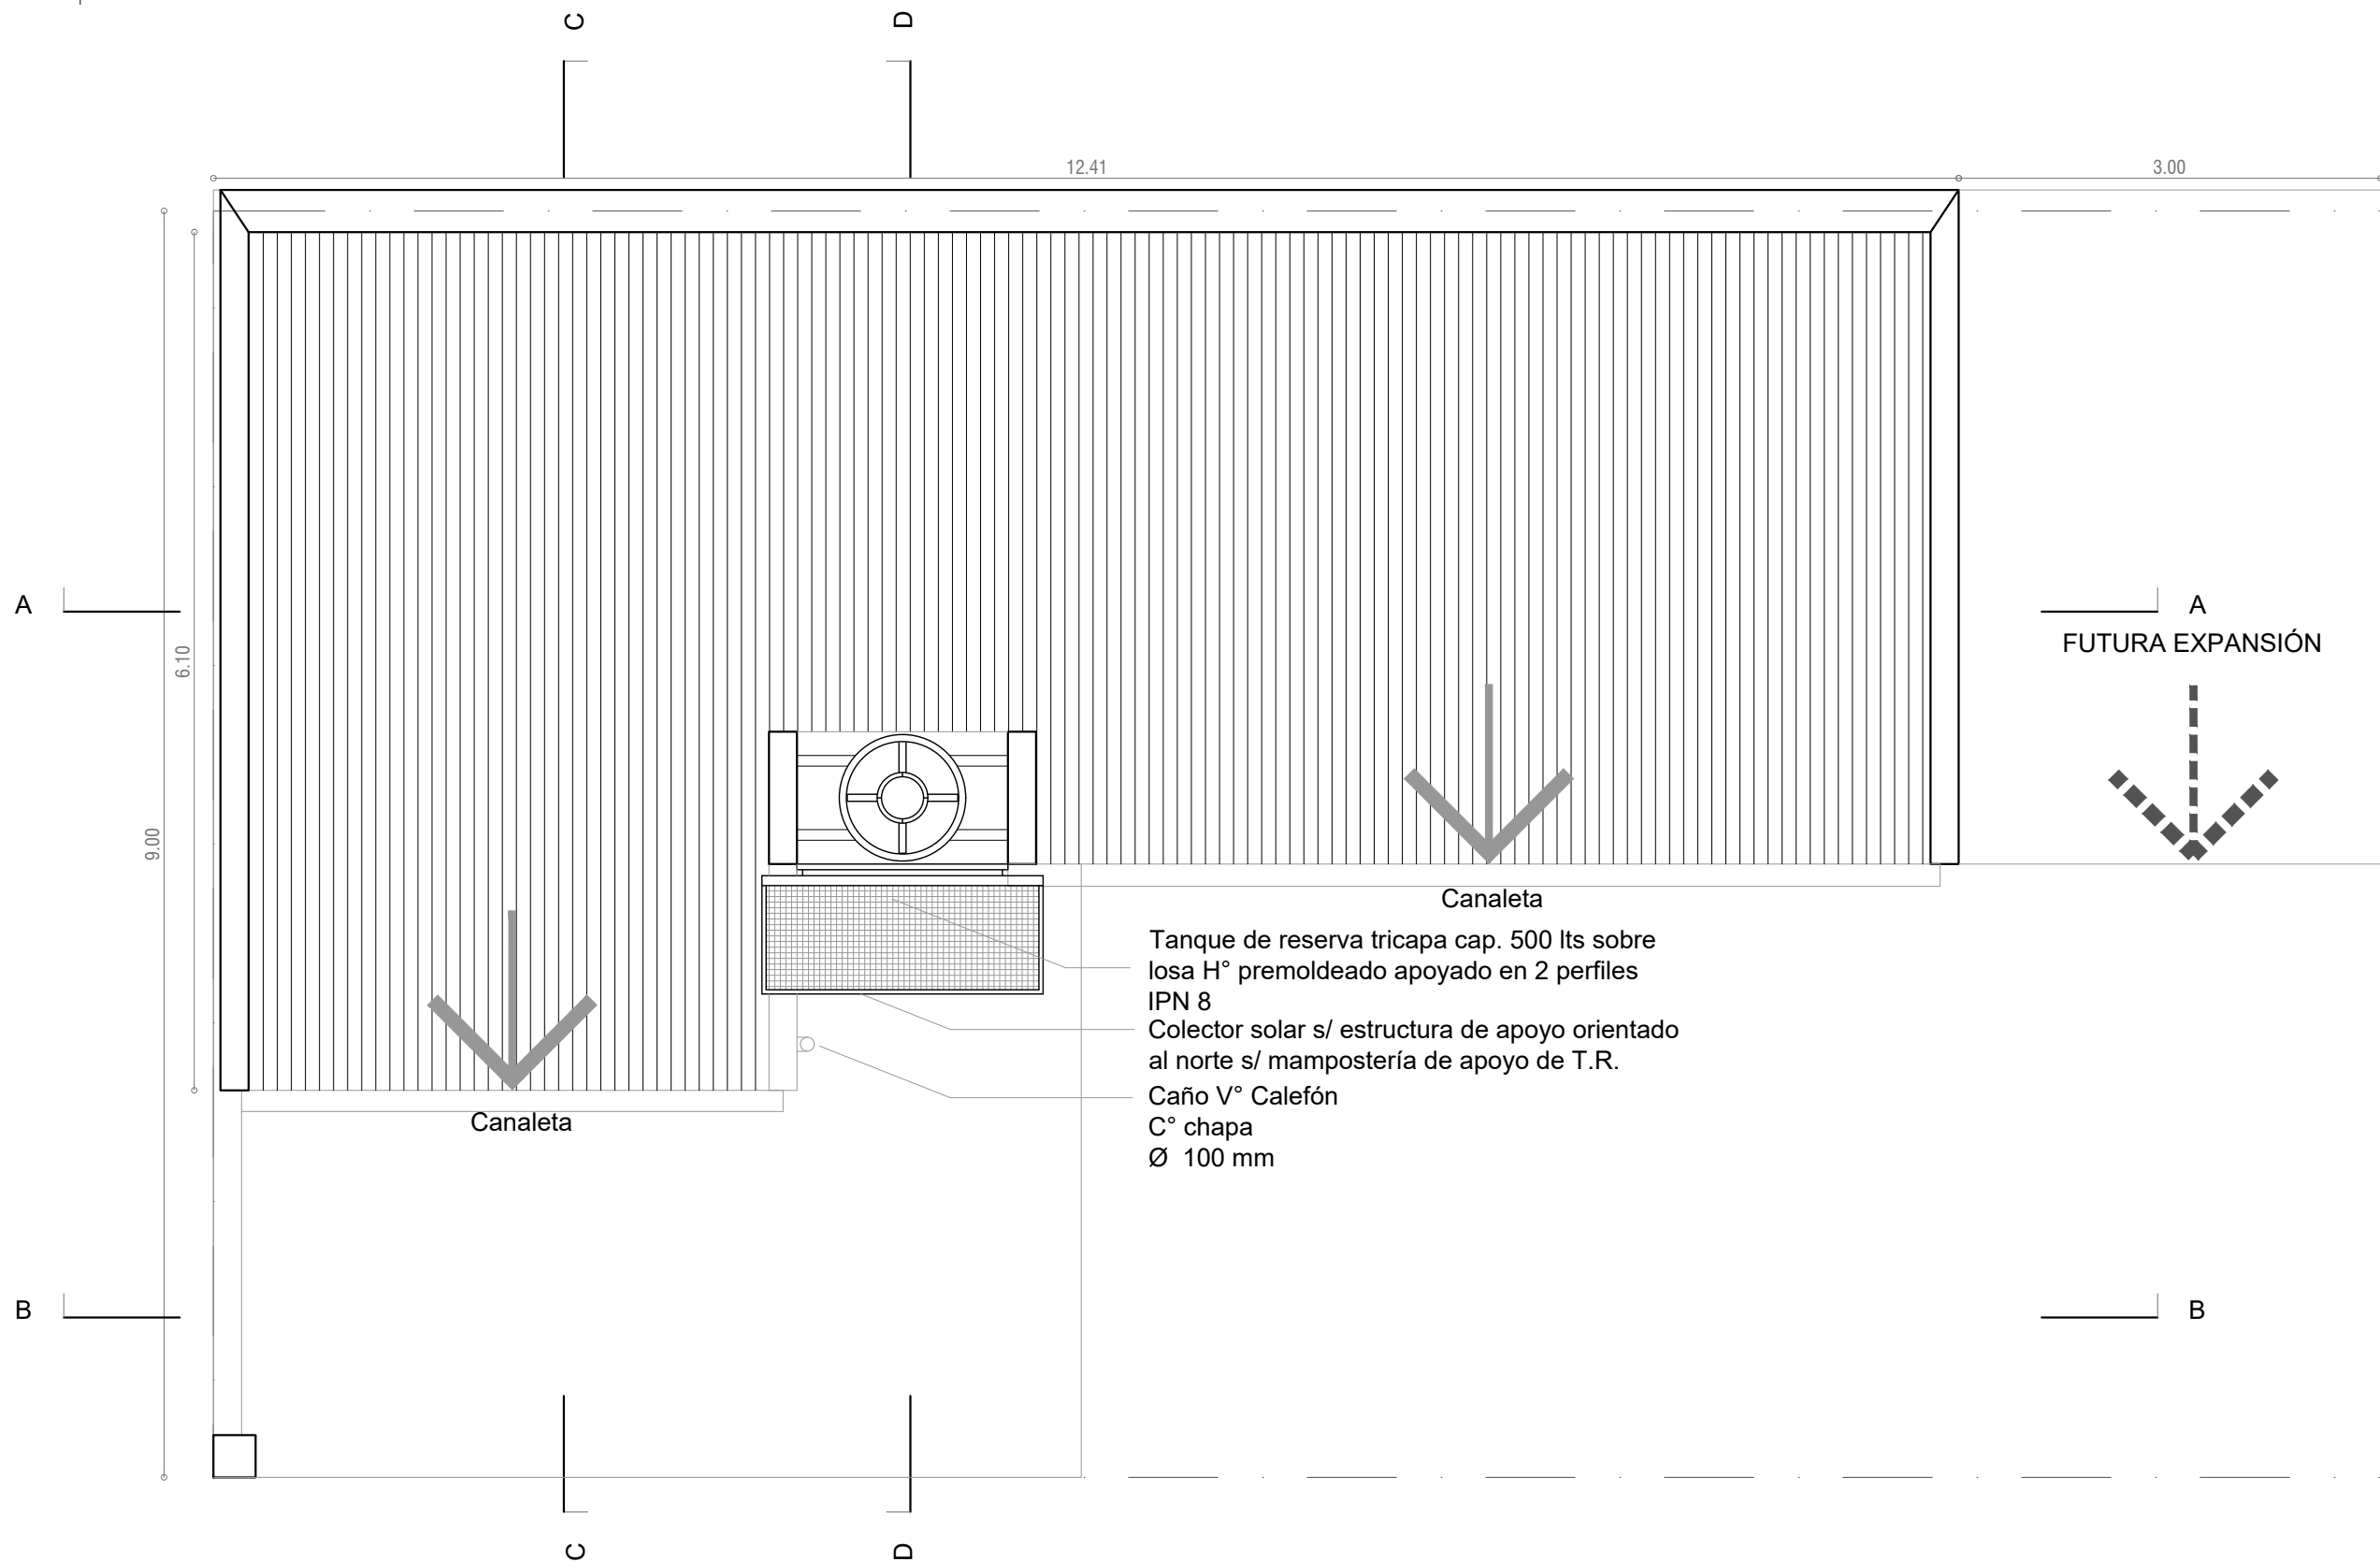 C
D
12.41
3.00
A
A
FUTURA EXPANSIÓN
6.10
9.00
Canaleta
Tanque de reserva tricapa cap. 500 lts sobre
losa H° premoldeado apoyado en 2 perfiles
IPN 8
Colector solar s/ estructura de apoyo orientado
al norte s/ mampostería de apoyo de T.R.
Caño V° Calefón
C° chapa
Ø 100 mm
Canaleta
B
B
C
D